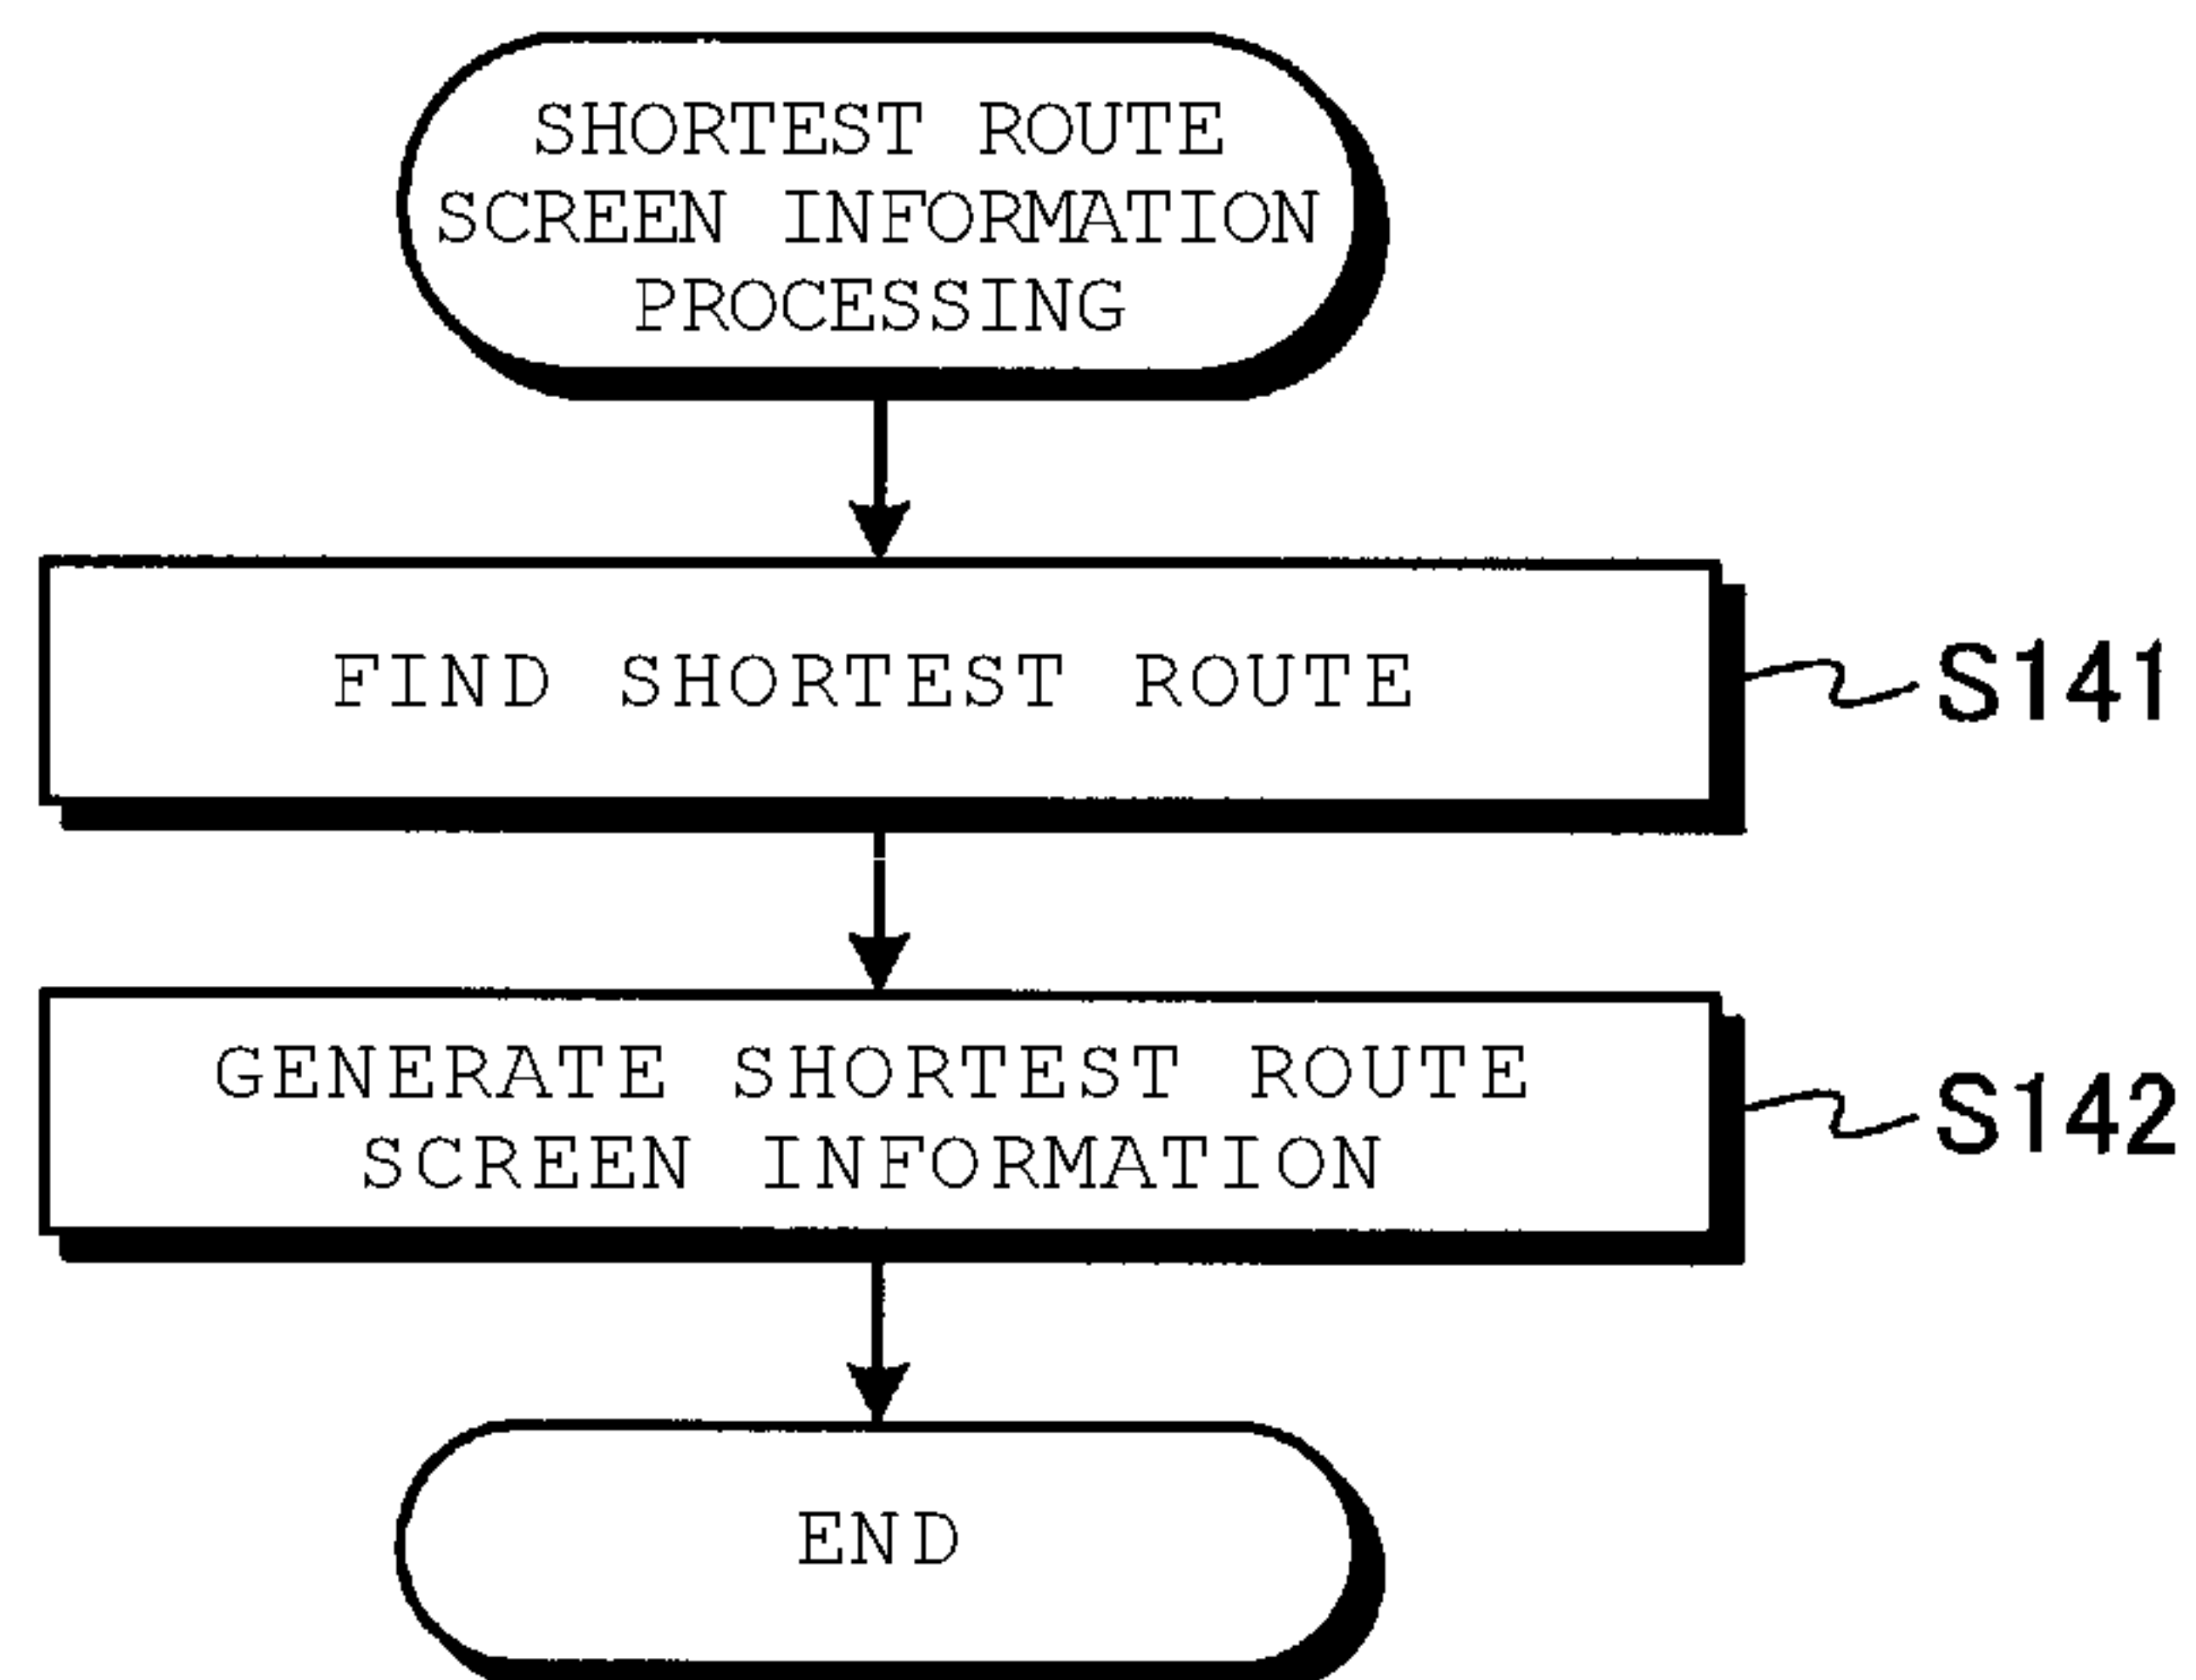 SHORTEST ROUTE
SCREEN INFORMATION
PROCESSING
FIND SHORTEST ROUTE
S141
GENERATE SHORTEST ROUTE
SCREEN INFORMATION
S142
END